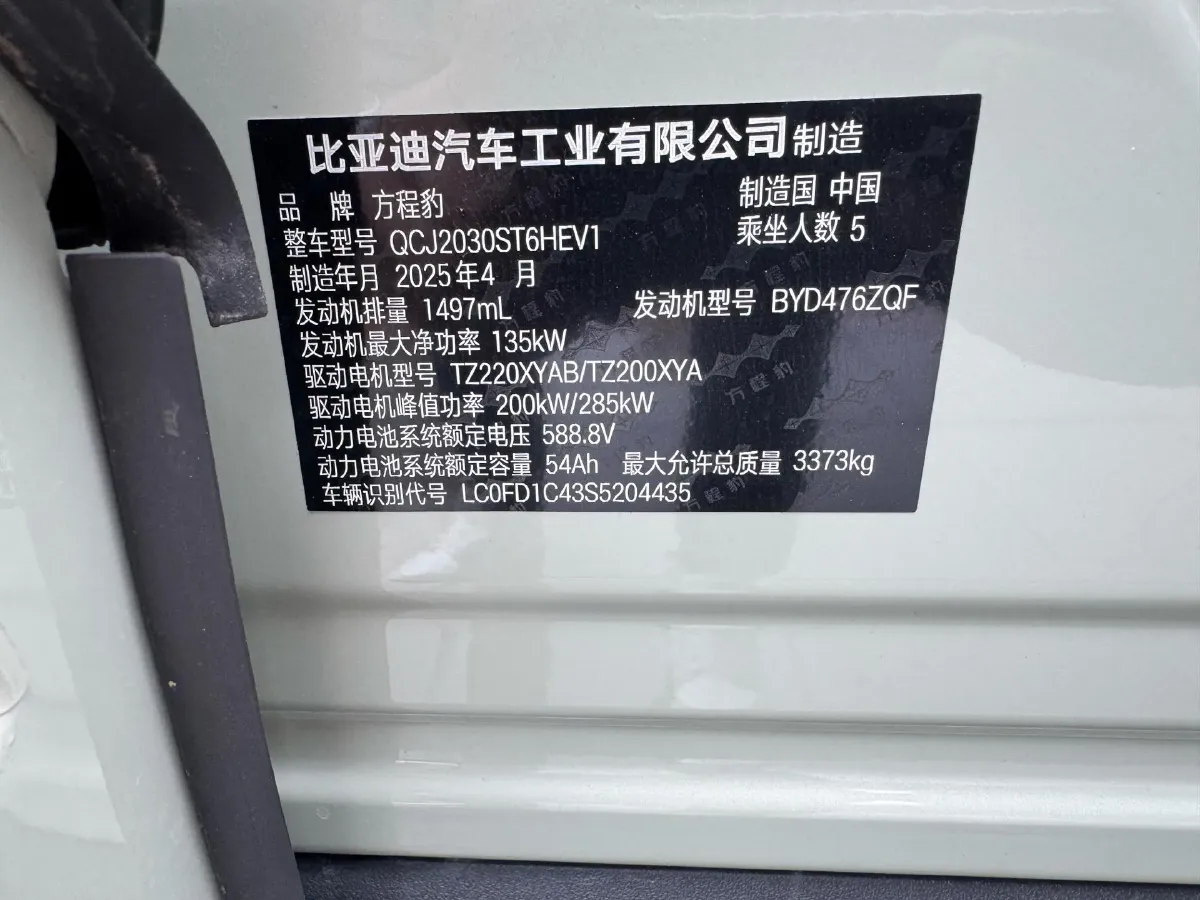 比亚迪汽车工业有限公司制造
品 牌 方程豹 制造国 中国
整车型号 QCJ2030ST6HEV1 乘坐人数 5
制造年月 2025年4 月
发动机排量 1497mL 发动机型号 BYD476ZQF
发动机最大净功率 135kW
驱动电机型号 TZ220XYAB/TZ200XYA
驱动电机峰值功率 200kW/285kW
动力电池系统额定电压 588.8V
动力电池系统额定容量 54Ah 最大允许总质量 3373kg
车辆识别代号 LC0FD1C43S5204435